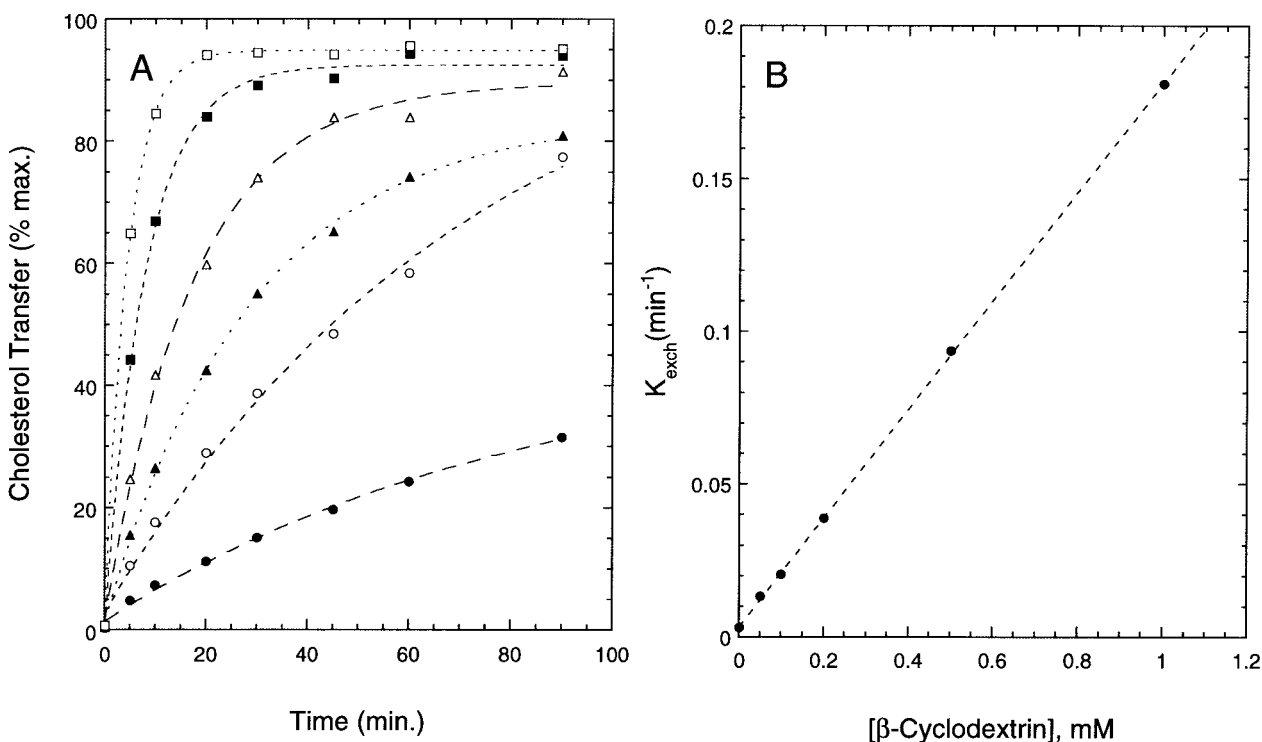 A
Cholesterol Transfer (% max.)
100
80
60
40
20
0
0 20 40 60 80 100
Time (min.)
B
K_exch(min⁻¹)
0.2
0.15
0.1
0.05
0
0 0.2 0.4 0.6 0.8 1 1.2
[β-Cyclodextrin], mM